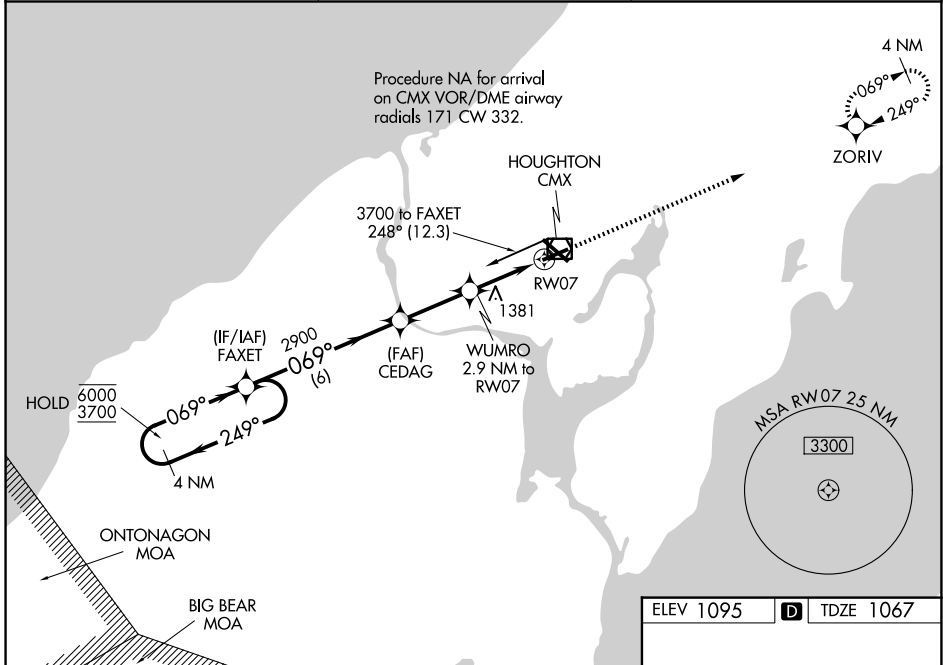 4 NM
069°
249°
ZORIV
Procedure NA for arrival
on CMX VOR/DME airway
radials 171 CW 332.
HOUGHTON
CMX
3700 to FAXET
248° (12.3)
RW07
1381
(IF/IAF)
FAXET
2900
069°
(6)
(FAF)
CEDAG
WUMRO
2.9 NM to
RW07
HOLD
6000
3700
069°
249°
4 NM
MSA RW07 25 NM
3300
ONTONAGON
MOA
BIG BEAR
MOA
ELEV 1095
D
TDZE 1067